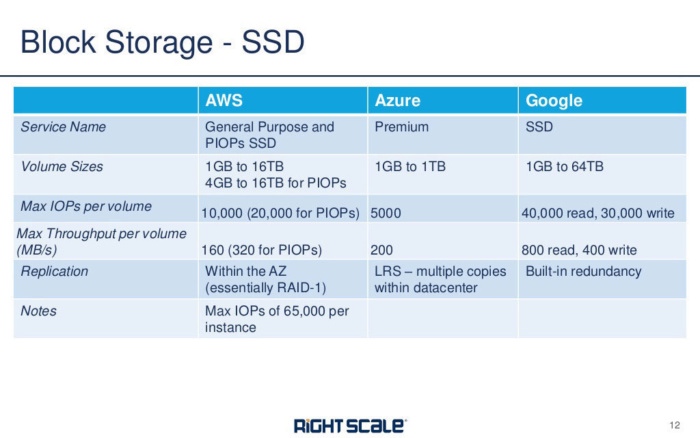 Block Storage - SSD
AWS Azure Google
Service Name General Purpose and Premium SSD
PIOPs SSD
Volume Sizes 1GB to 16TB 1GB to 1TB 1GB to 64TB
4GB to 16TB for PIOPs
Max IOPs per volume 10,000 (20,000 for PIOPs) 5000 40,000 read, 30,000 write
Max Throughput per volume
(MB/s) 160 (320 for PIOPs) 200 800 read, 400 write
Replication Within the AZ LRS – multiple copies Built-in redundancy
(essentially RAID-1) within datacenter
Notes Max IOPs of 65,000 per
instance
RIGHTSCALE
12